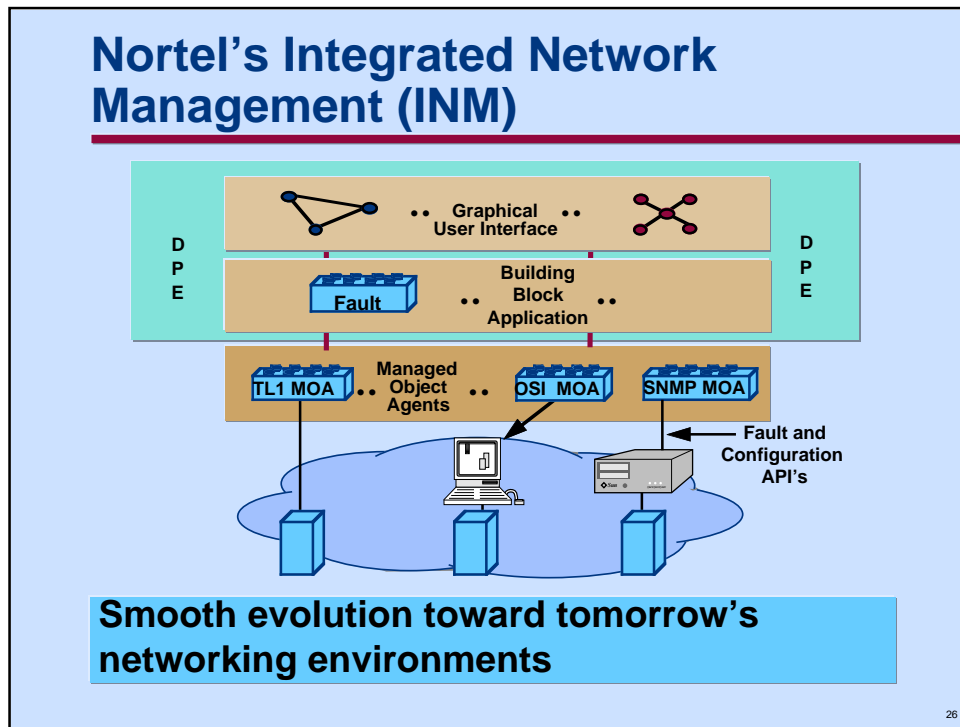 Nortel's Integrated Network
Management (INM)
D
P
E
•• Graphical ••
User Interface
D
P
E
Fault
•• Building ••
Block
Application
TL1 MOA
•• Managed ••
Object
Agents
OSI MOA
SNMP MOA
Fault and
Configuration
API's
Sun
Smooth evolution toward tomorrow's
networking environments
26